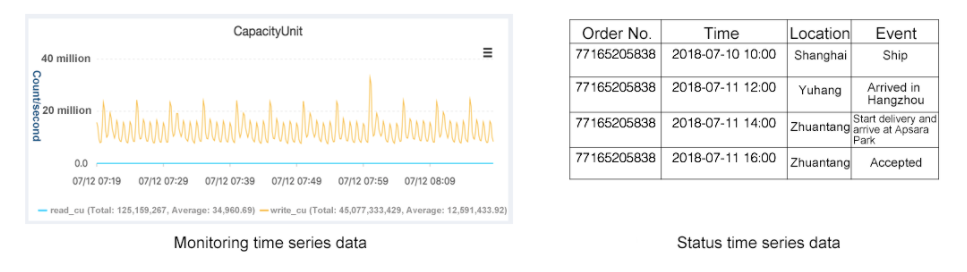 CapacityUnit
40 million
20 million
0.0
Count/second
07/12 07:19 07/12 07:29 07/12 07:39 07/12 07:49 07/12 07:59 07/12 08:09
read_cu (Total: 125,159,267, Average: 34,960.69) write_cu (Total: 45,077,333,429, Average: 12,591,433.92)
Monitoring time series data
Order No. Time Location Event
77165205838 2018-07-10 10:00 Shanghai Ship
77165205838 2018-07-11 12:00 Yuhang Arrived in
Hangzhou
77165205838 2018-07-11 14:00 Zhuantang Start delivery and
arrive at Apsara
Park
77165205838 2018-07-11 16:00 Zhuantang Accepted
Status time series data